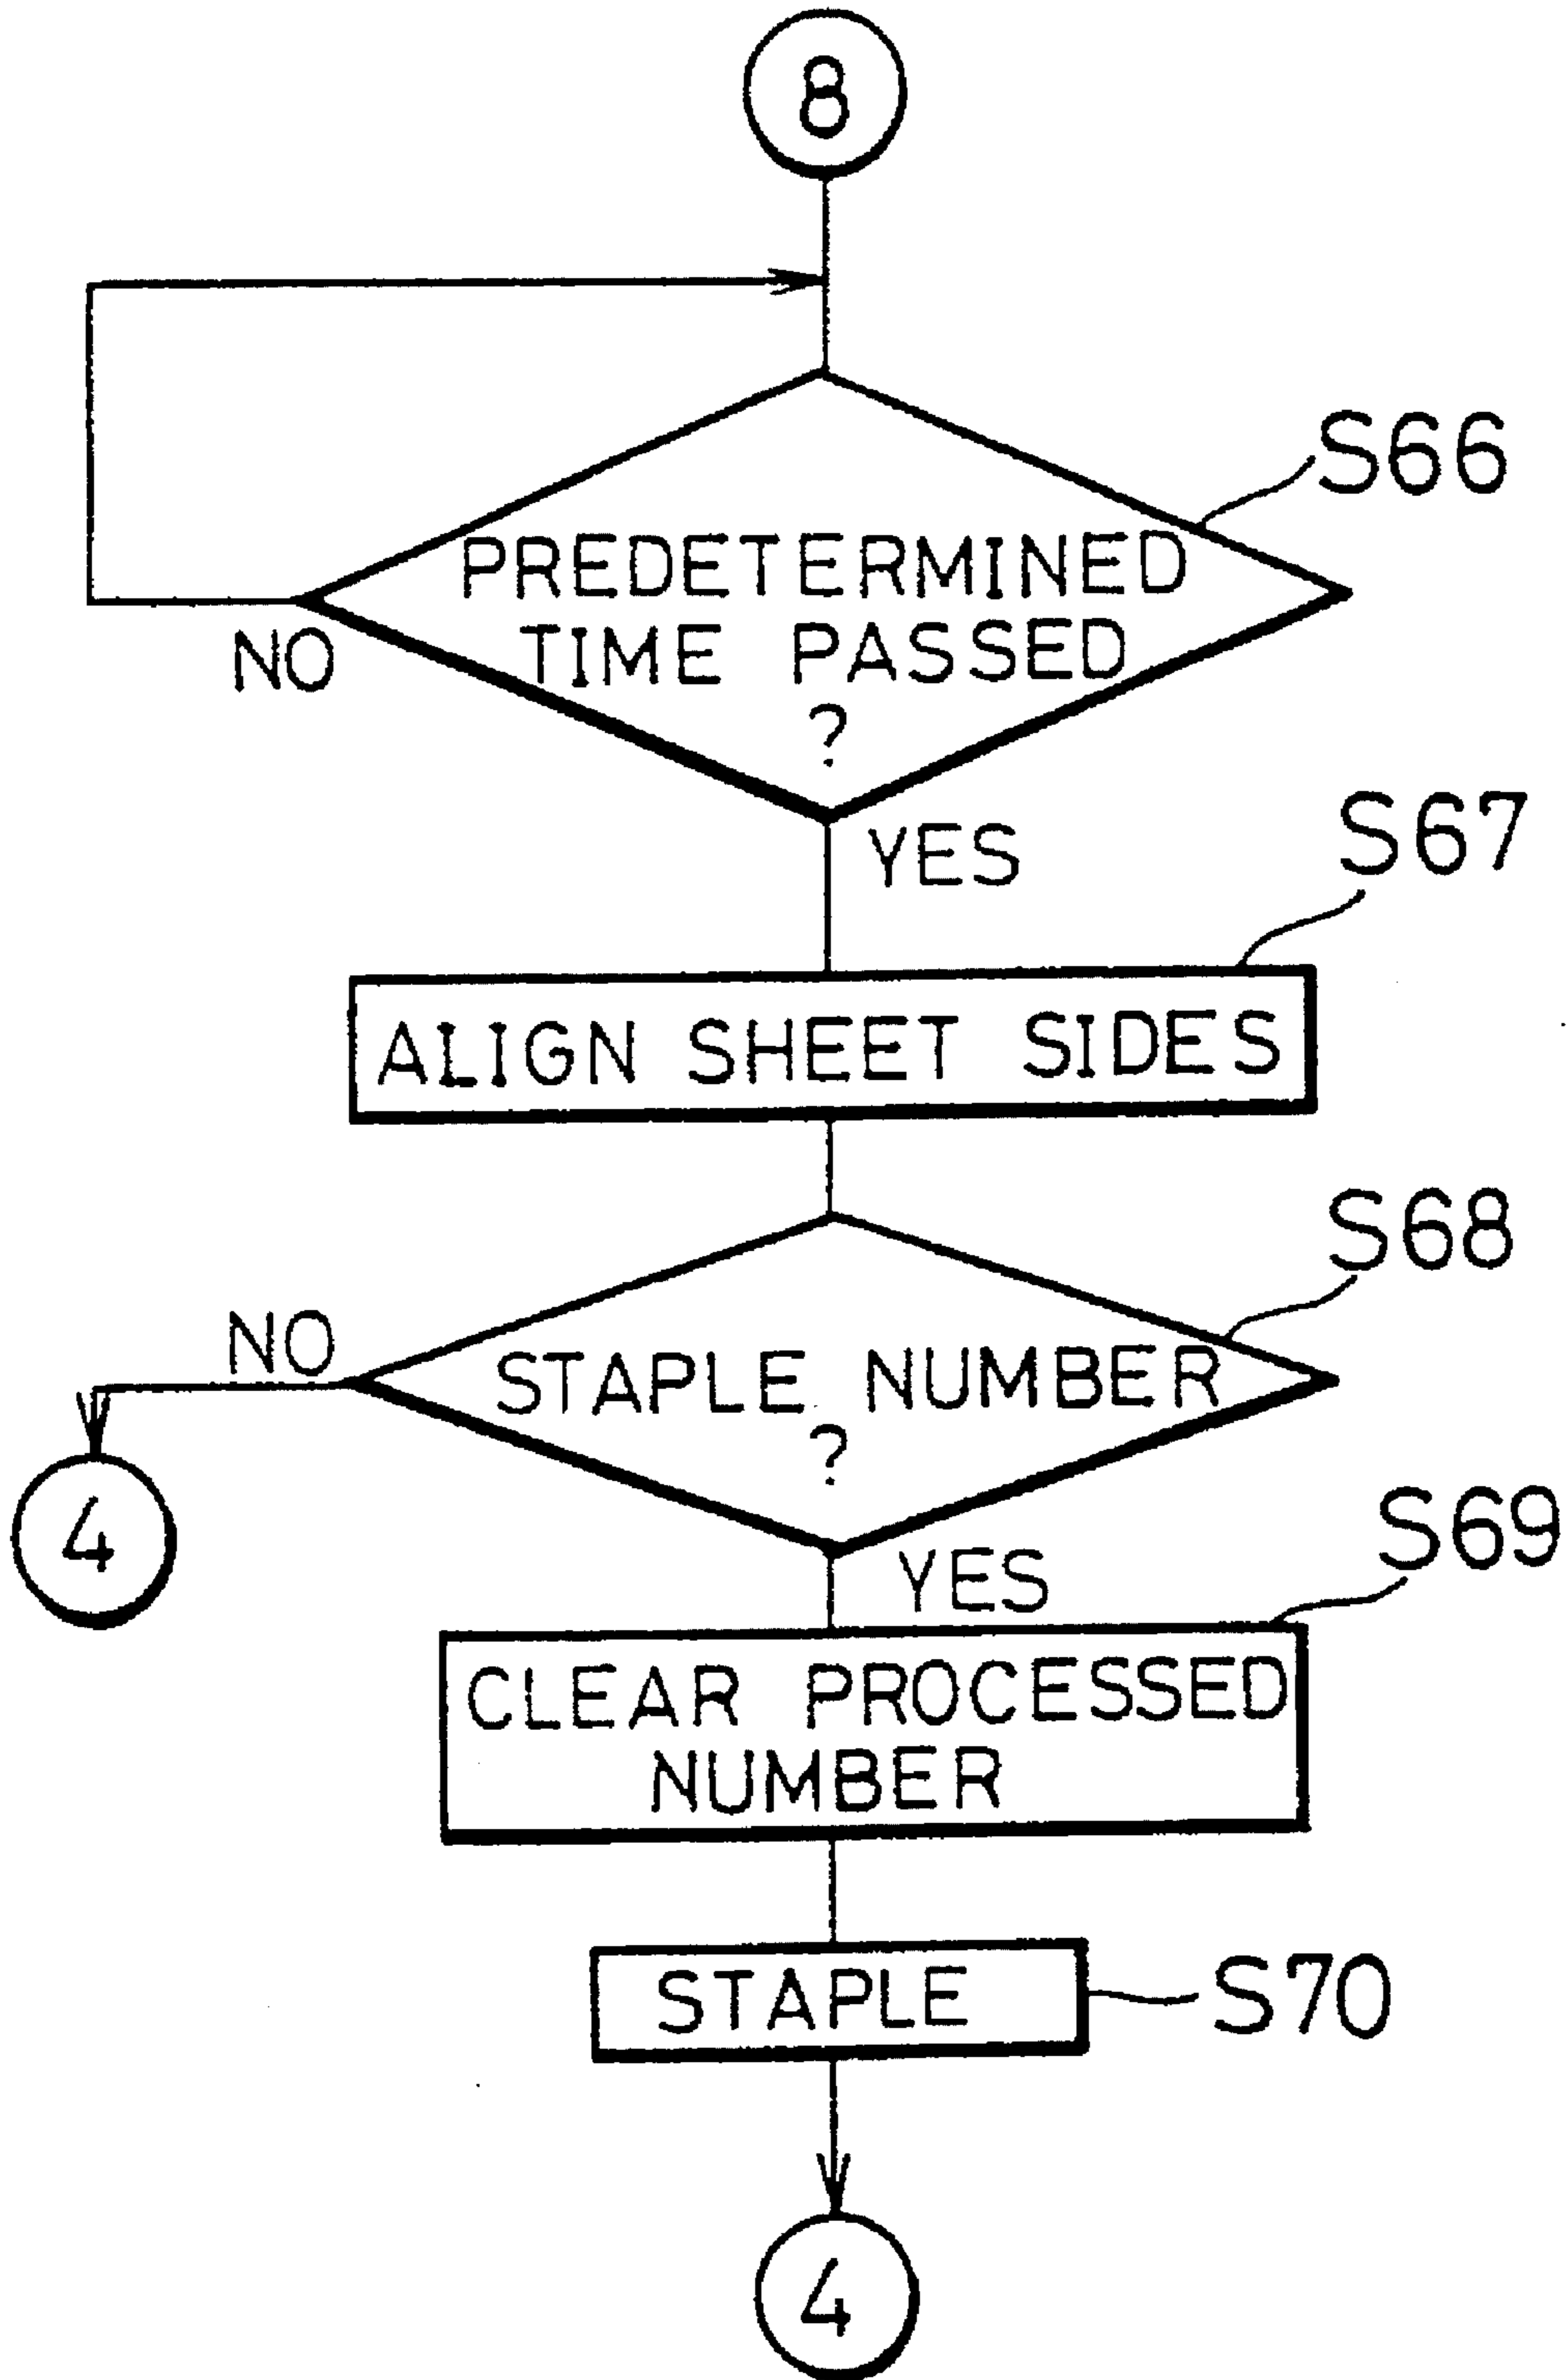 8
S66
PREDETERMINED
TIME PASSED
?
NO
YES
S67
ALIGN SHEET SIDES
S68
NO
STAPLE NUMBER
?
4
YES
S69
CLEAR PROCESSED
NUMBER
STAPLE
S70
4